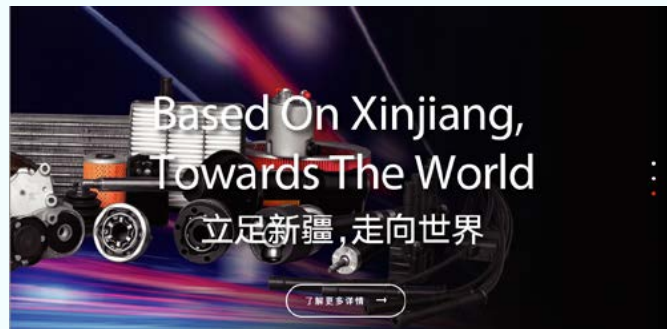 Based On Xinjiang,
Towards The World
立足新疆,走向世界
了解更多详情 →